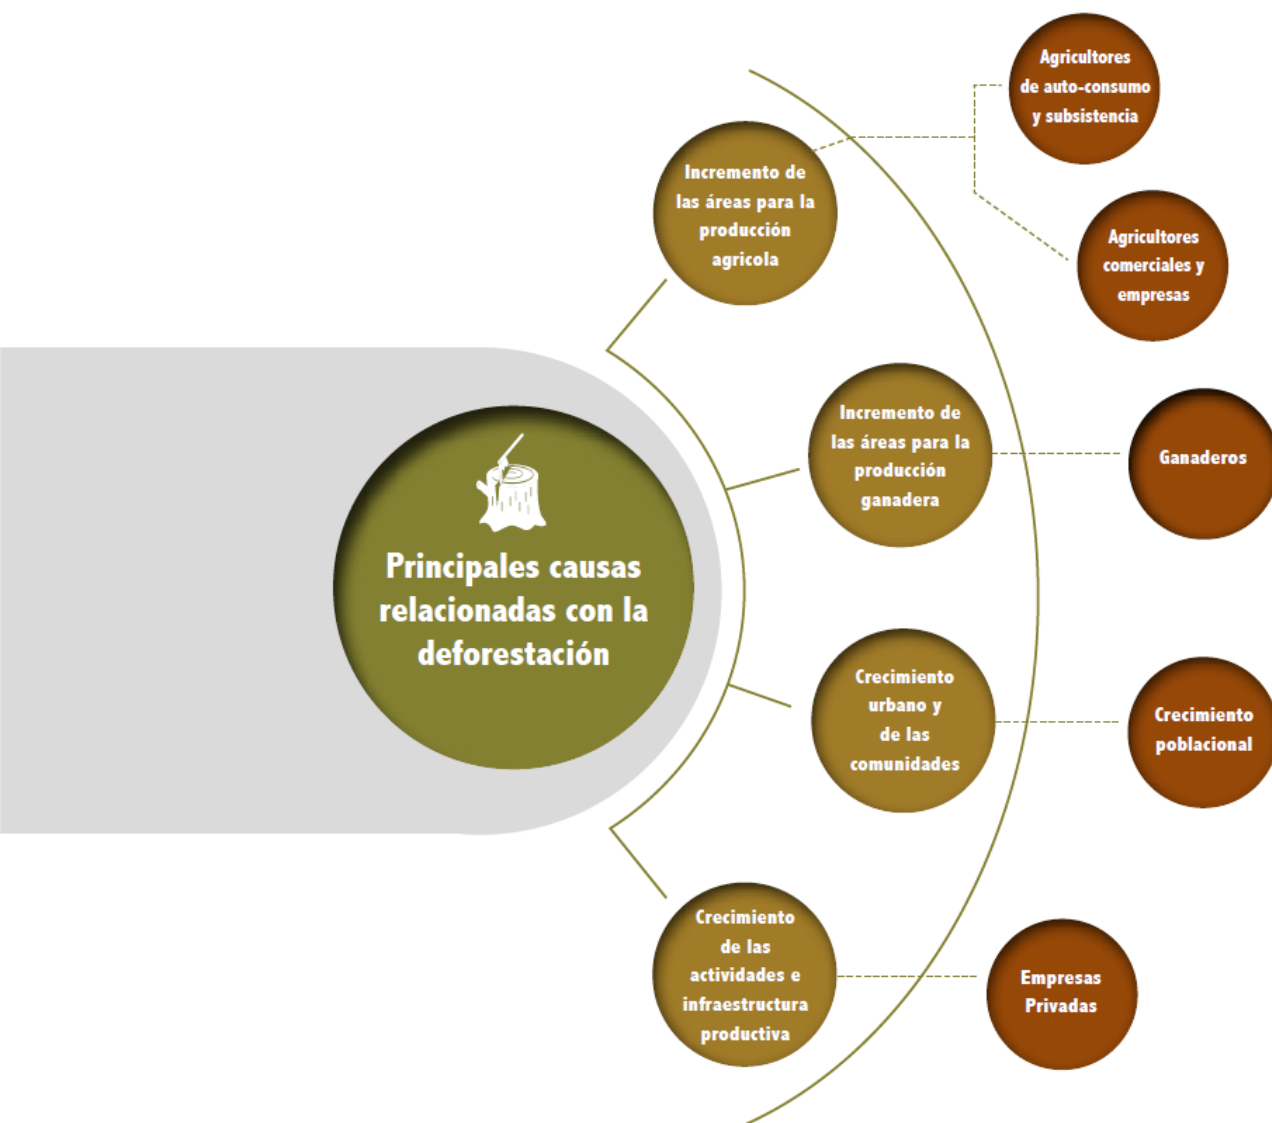 Principales causas
relacionadas con la
deforestación
Incremento de
las áreas para la
producción
agricola
Agricultores
de auto-consumo
y subsistencia
Agricultores
comerciales y
empresas
Incremento de
las áreas para la
producción
ganadera
Ganaderos
Crecimiento
urbano y
de las
comunidades
Crecimiento
poblacional
Crecimiento
de las
actividades e
infraestructura
productiva
Empresas
Privadas